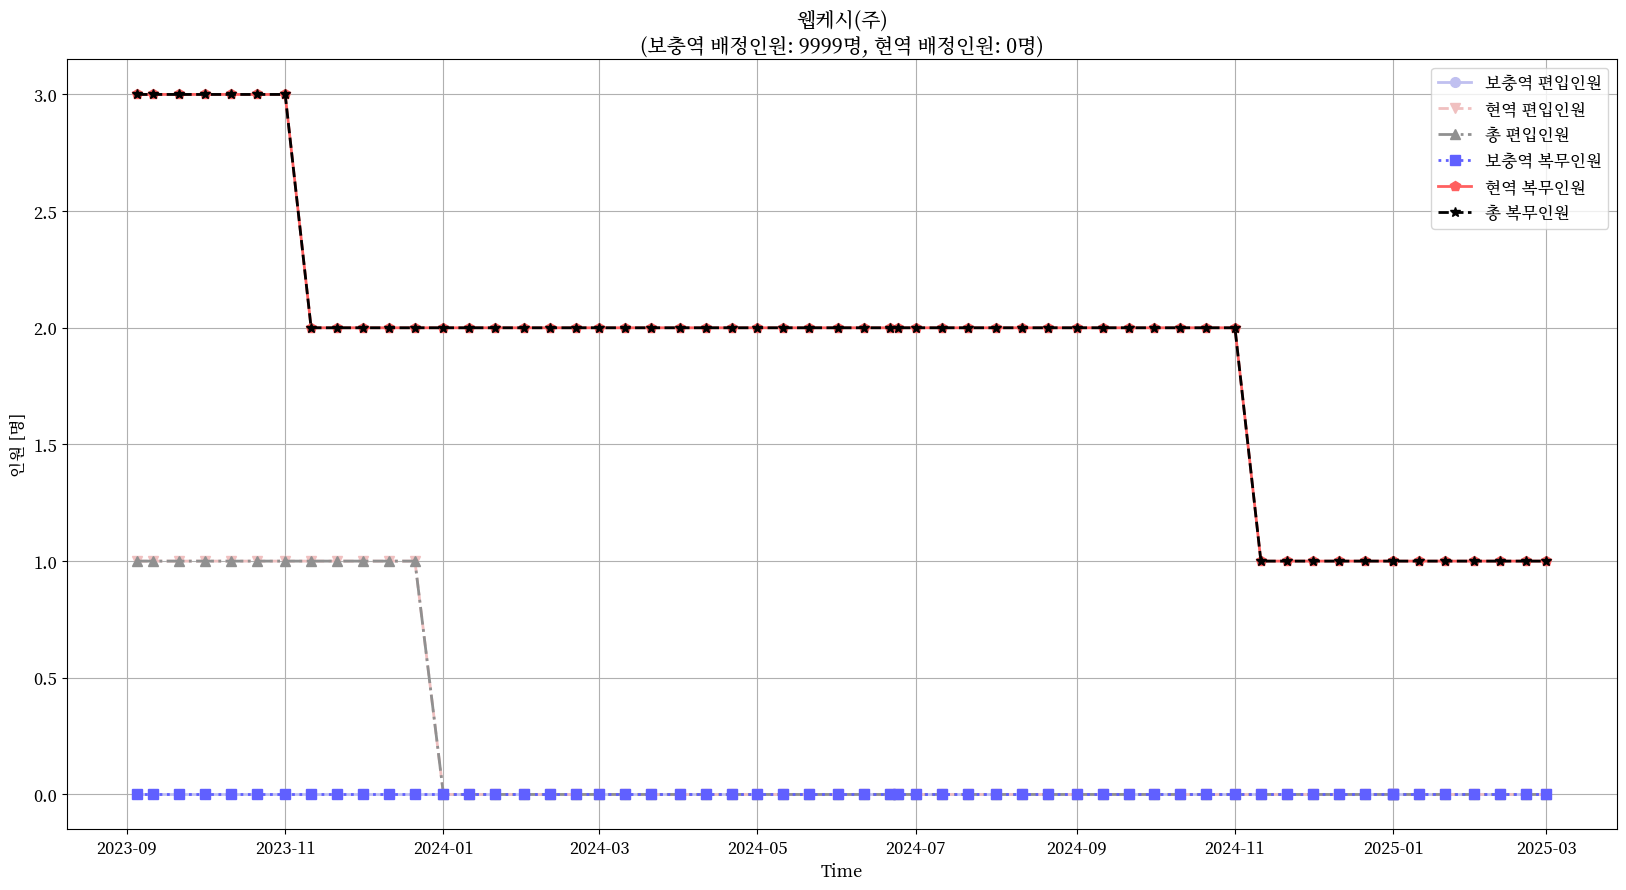 웹케시(주)
(보충역 배정인원: 9999명, 현역 배정인원: 0명)
보충역 편입인원
현역 편입인원
총 편입인원
보충역 복무인원
현역 복무인원
총 복무인원
인원 [명]
3.0
2.5
2.0
1.5
1.0
0.5
0.0
2023-09
2023-11
2024-01
2024-03
2024-05
2024-07
2024-09
2024-11
2025-01
2025-03
Time